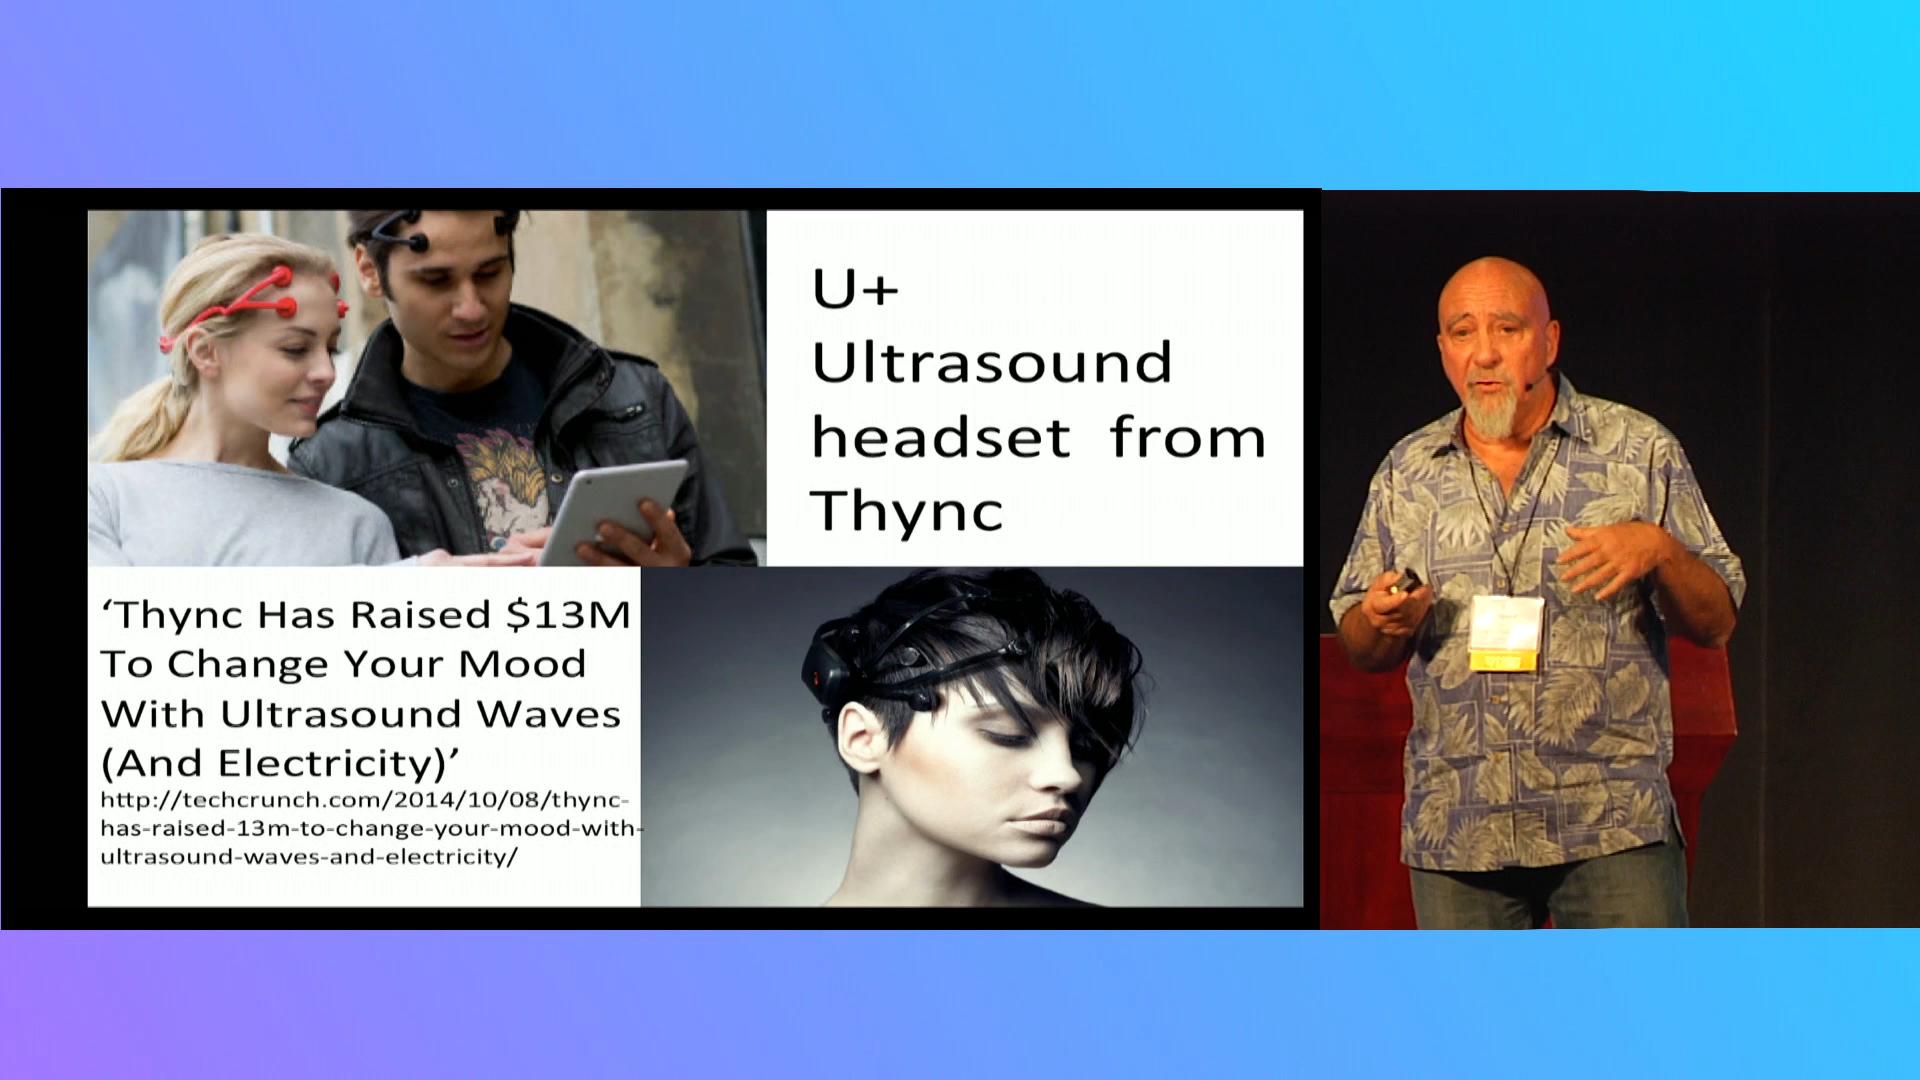 U+
Ultrasound
headset from
Thync
‘Thync Has Raised $13M
To Change Your Mood
With Ultrasound Waves
(And Electricity)’
http://techcrunch.com/2014/10/08/thync-
has-raised-13m-to-change-your-mood-with-
ultrasound-waves-and-electricity/